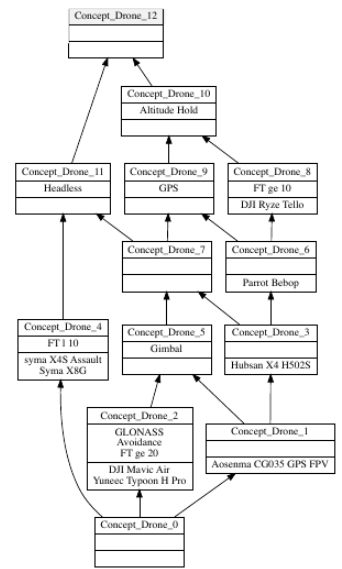 Concept_Drone_12
Concept_Drone_10
Altitude Hold
Concept_Drone_11
Headless
Concept_Drone_9
GPS
Concept_Drone_8
FT ge 10
DJI Ryze Tello
Concept_Drone_7
Concept_Drone_6
Parrot Bebop
Concept_Drone_4
FT l 10
syma X4S Assault
Syma X8G
Concept_Drone_5
Gimbal
Concept_Drone_3
Hubsan X4 H502S
Concept_Drone_2
GLONASS
Avoidance
FT ge 20
DJI Mavic Air
Yuneec Typoon H Pro
Concept_Drone_1
Aosenma CG035 GPS FPV
Concept_Drone_0